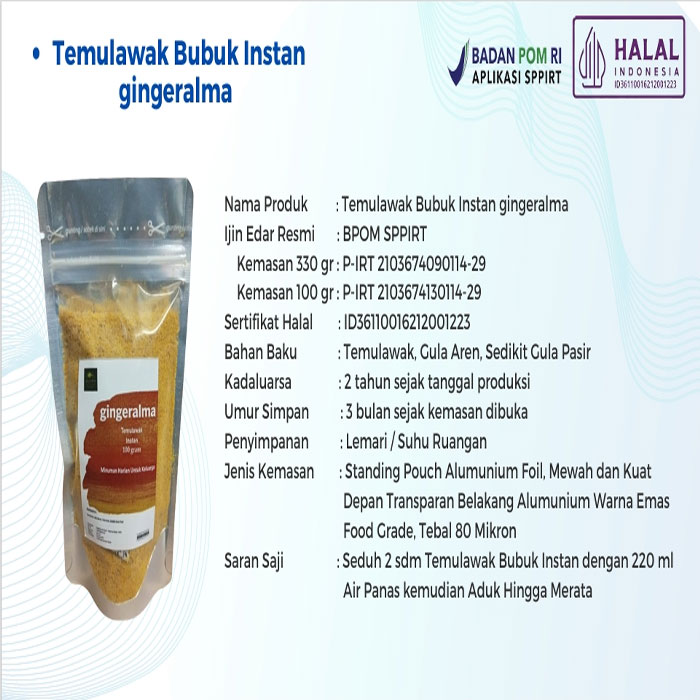 • Temulawak Bubuk Instan
gingeralma
BADAN POM RI
APLIKASI SPPIRT
HALAL
INDONESIA
ID36110016212001223
Nama Produk : Temulawak Bubuk Instan gingeralma
Ijin Edar Resmi : BPOM SPPIRT
Kemasan 330 gr : P-IRT 2103674090114-29
Kemasan 100 gr : P-IRT 2103674130114-29
Sertifikat Halal : ID36110016212001223
Bahan Baku : Temulawak, Gula Aren, Sedikit Gula Pasir
Kadaluarsa : 2 tahun sejak tanggal produksi
Umur Simpan : 3 bulan sejak kemasan dibuka
Penyimpanan : Lemari / Suhu Ruangan
Jenis Kemasan : Standing Pouch Alumunium Foil, Mewah dan Kuat
Depan Transparan Belakang Alumunium Warna Emas
Food Grade, Tebal 80 Mikron
Saran Saji : Seduh 2 sdm Temulawak Bubuk Instan dengan 220 ml
Air Panas kemudian Aduk Hingga Merata
gingeralma
Temulawak
Instan
Minuman Harian Untuk Keluarga